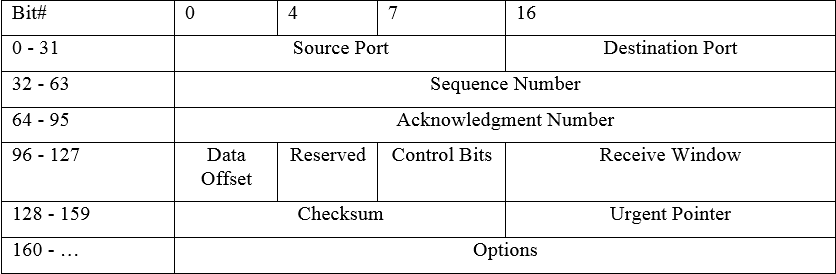 Bit# 0 4 7 16
0 - 31 Source Port Destination Port
32 - 63 Sequence Number
64 - 95 Acknowledgment Number
96 - 127 Data Offset Reserved Control Bits Receive Window
128 - 159 Checksum Urgent Pointer
160 - … Options